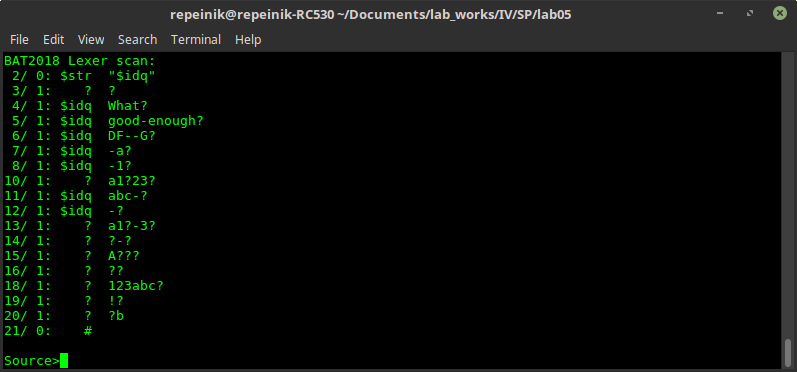 repeinik@repeinik-RC530 ~/Documents/lab_works/IV/SP/lab05
File Edit View Search Terminal Help
BAT2018 Lexer scan:
 2/ 0: $str  "$idq"
 3/ 1:    ?  ?
 4/ 1: $idq  What?
 5/ 1: $idq  good-enough?
 6/ 1: $idq  DF--G?
 7/ 1: $idq  -a?
 8/ 1: $idq  -1?
10/ 1:    ?  a1?23?
11/ 1: $idq  abc-?
12/ 1: $idq  -?
13/ 1:    ?  a1?-3?
14/ 1:    ?  ?-?
15/ 1:    ?  A???
16/ 1:    ?  ??
18/ 1:    ?  123abc?
19/ 1:    ?  !?
20/ 1:    ?  ?b
21/ 0:    #
Source>